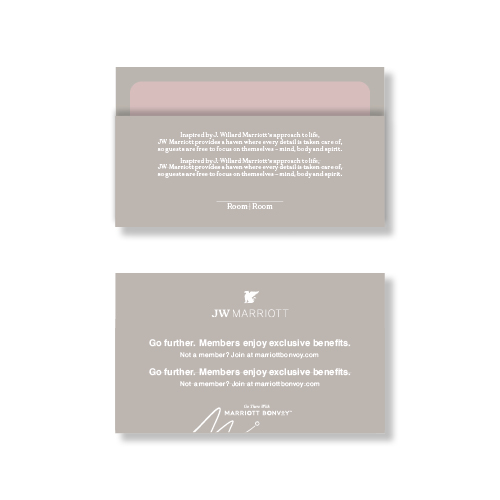 Inspired by J. Willard Marriott's approach to life,
JW Marriott provides a haven where every detail is taken care of,
so guests are free to focus on themselves – mind, body and spirit.
Inspired by J. Willard Marriott's approach to life,
JW Marriott provides a haven where every detail is taken care of,
so guests are free to focus on themselves – mind, body and spirit.
Room | Room
JW MARRIOTT
Go further. Members enjoy exclusive benefits.
Not a member? Join at marriottbonvoy.com
Go further. Members enjoy exclusive benefits.
Not a member? Join at marriottbonvoy.com
MARRIOTT BONVOY